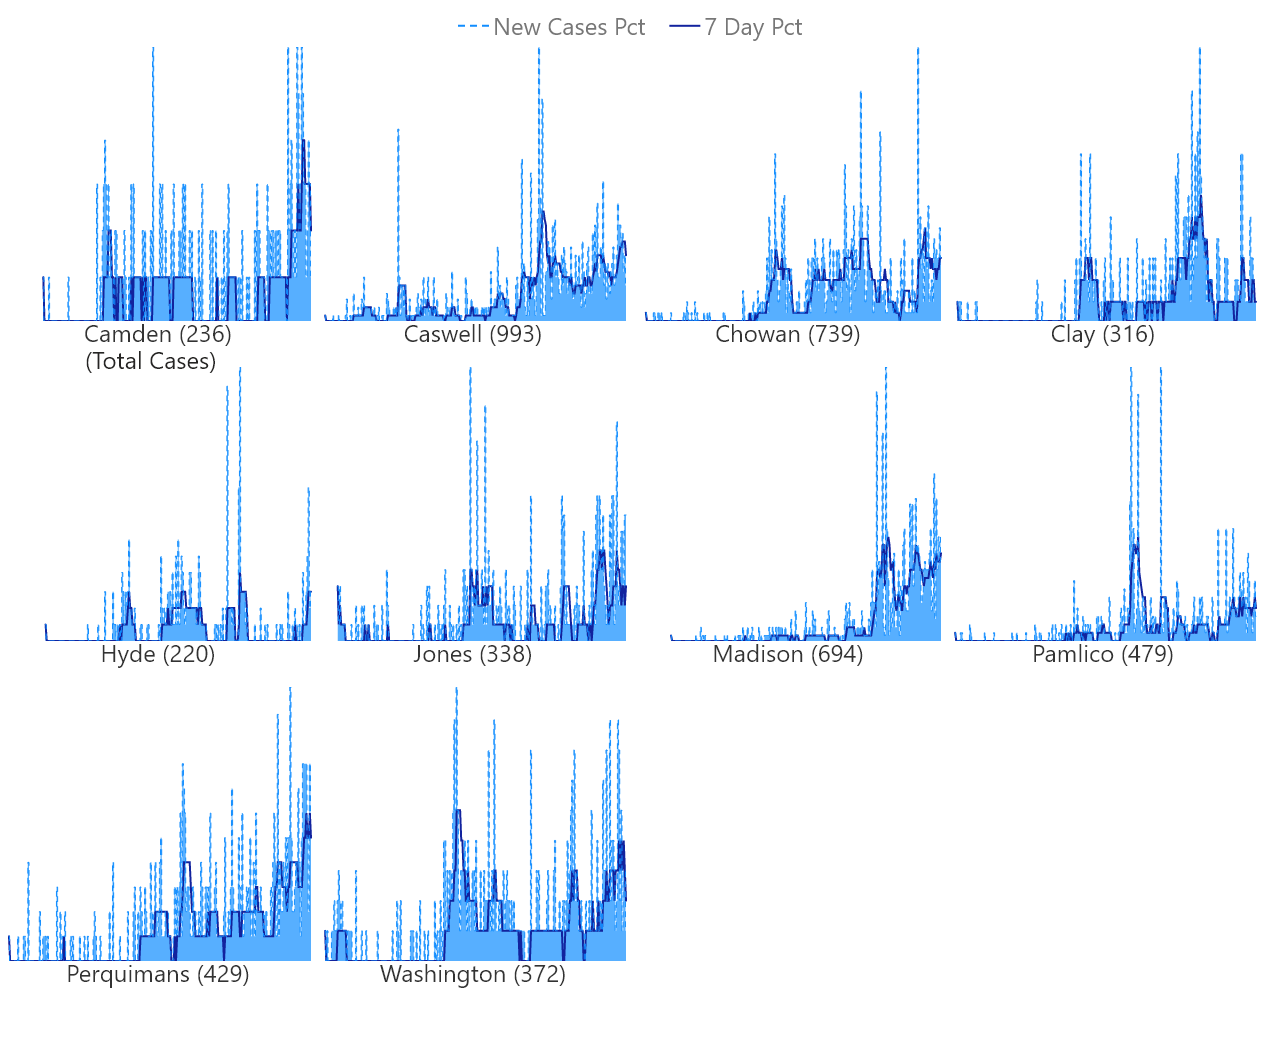 New Cases Pct 7 Day Pct
Camden (236) Caswell (993) Chowan (739) Clay (316)
(Total Cases)
Hyde (220) Jones (338) Madison (694) Pamlico (479)
Perquimans (429) Washington (372)